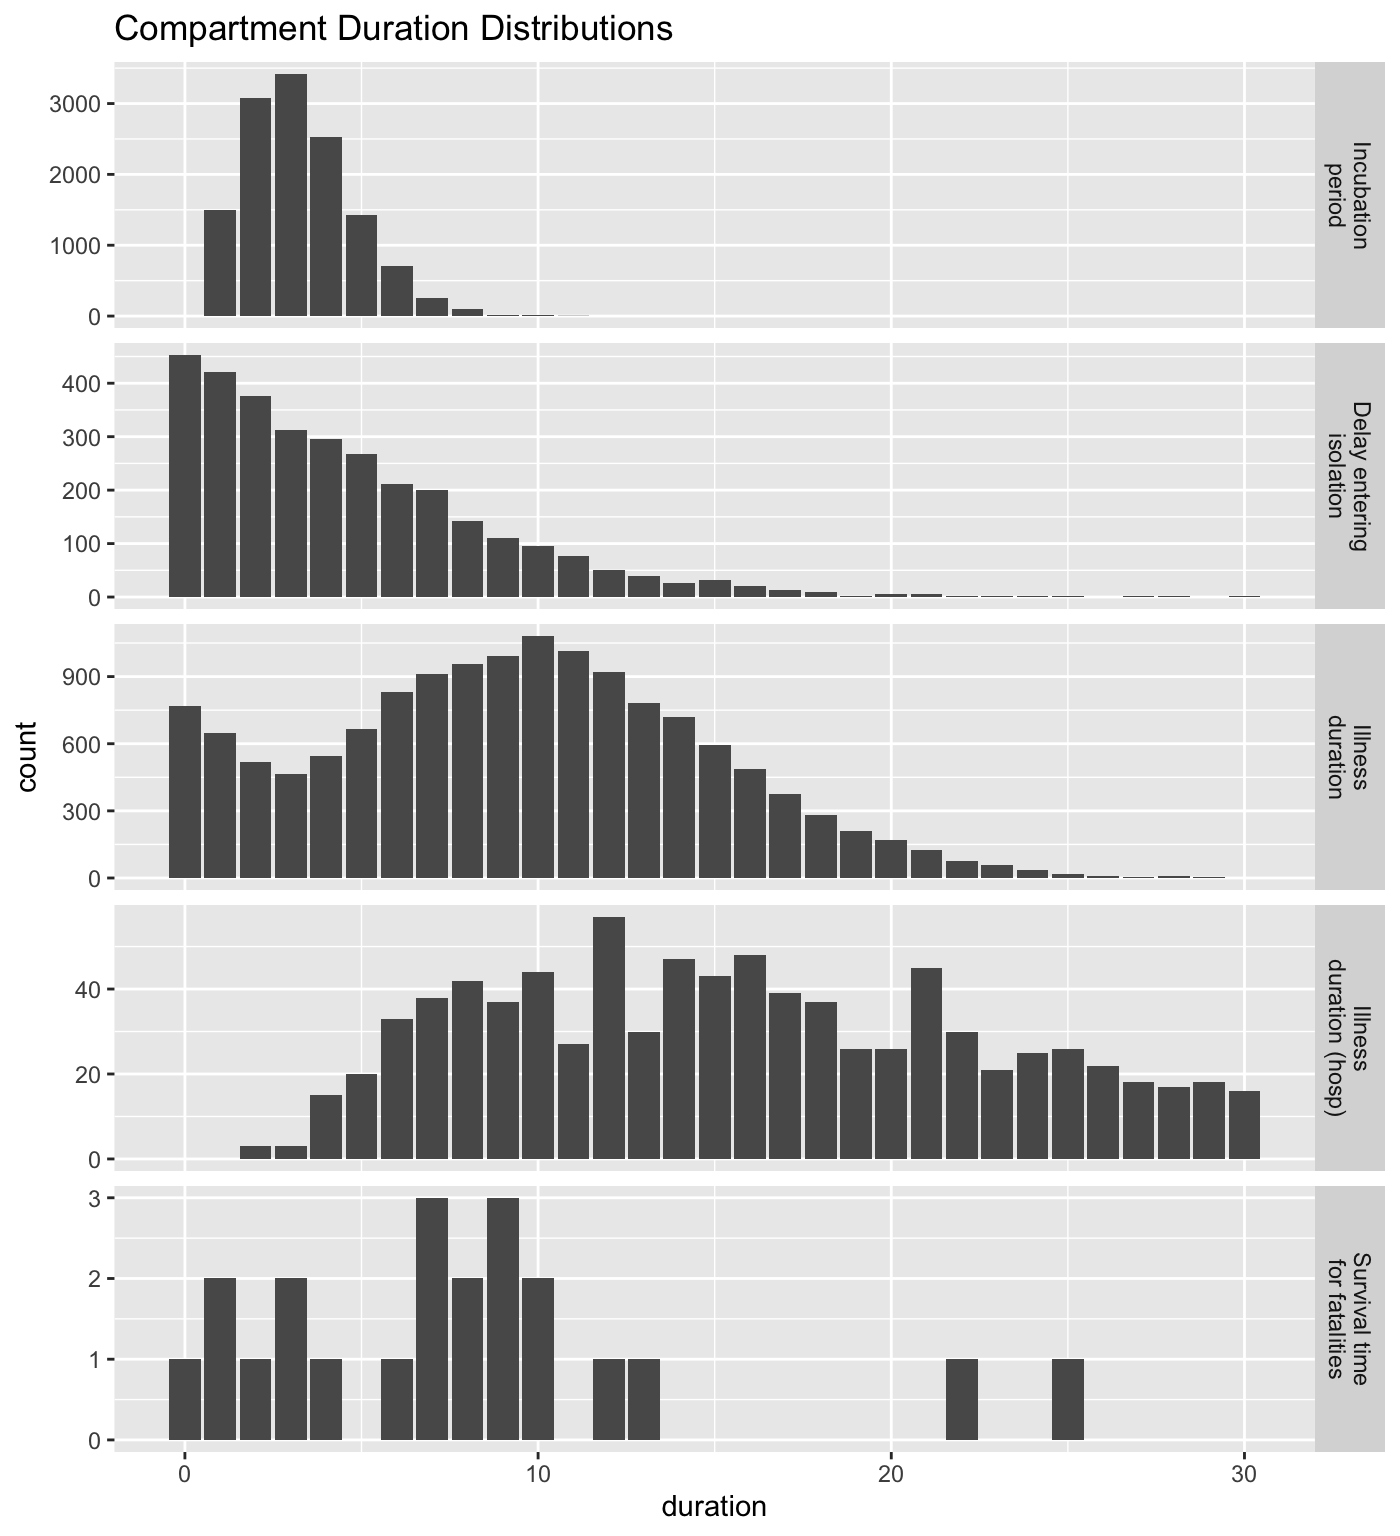 Compartment Duration Distributions
3000
2000
1000
0
Incubation
period
400
300
200
100
0
Delay entering
isolation
900
600
300
0
Illness
duration
40
20
0
Illness
duration (hosp)
3
2
1
0
Survival time
for fatalities
count
0 10 20 30
duration